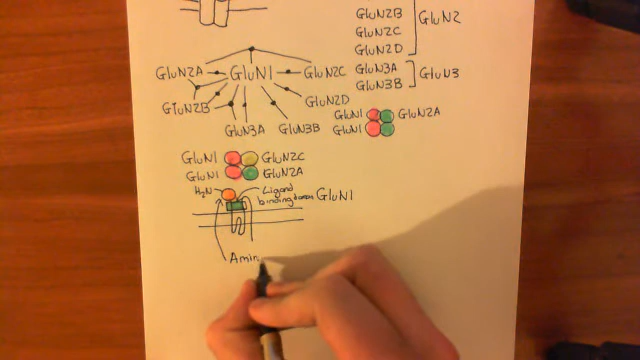 GluN2B
GluN2
GluN2C
GluN2D
GluN3A
GluN3
GluN3B
GluN2A
GluN1
GluN2C
GluN2B
GluN2D
GluN3A
GluN3B
GluN1
GluN2A
GluN1
GluN1
GluN2C
GluN1
GluN2A
H2N
Ligand
binding domain
GluN1
Amin